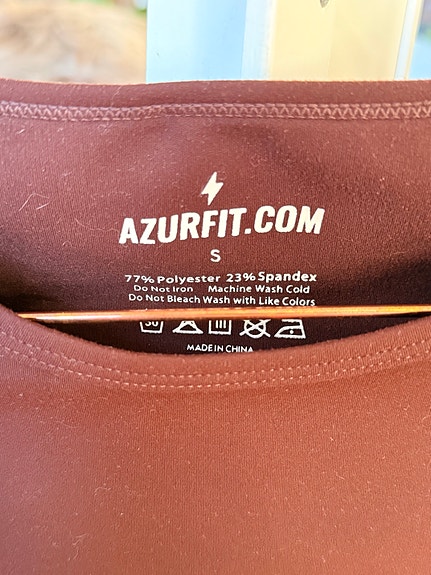 AZURFIT.COM
S
77% Polyester 23% Spandex
Do Not Iron Machine Wash Cold
Do Not Bleach Wash with Like Colors
30
MADE IN CHINA